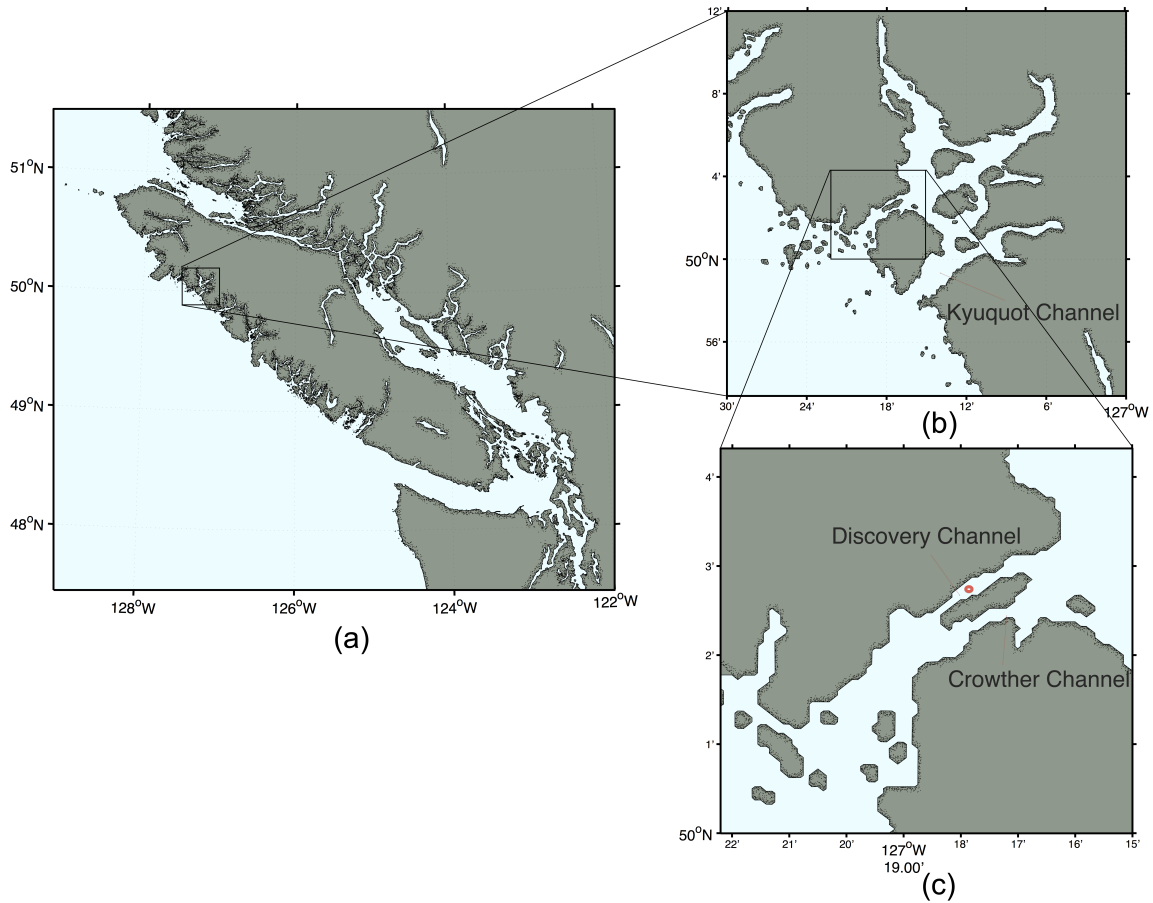 51°N
50°N
49°N
48°N
128°W
126°W
124°W
122°W
(a)
12'
8'
4'
50°N
56'
Kyuquot Channel
30'
24'
18'
12'
6'
127°W
(b)
4'
3'
2'
1'
50°N
Discovery Channel
Crowther Channel
22'
21'
20'
127°W
19.00'
18'
17'
16'
15'
(c)